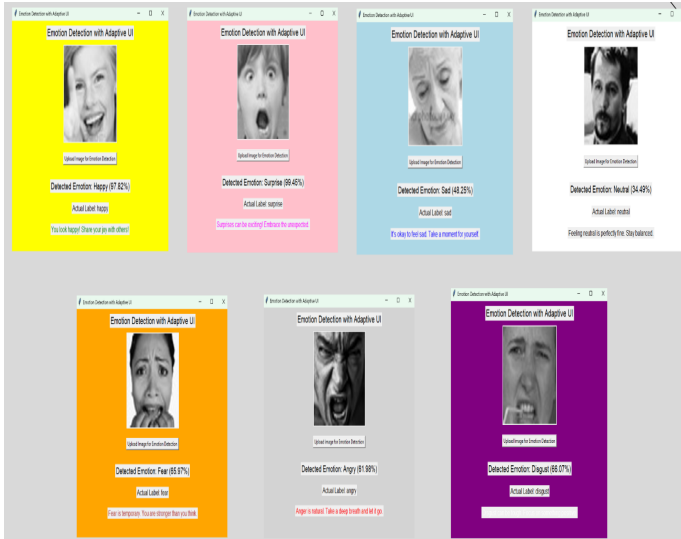 Emotion Detection with Adaptive UI
Emotion Detection with Adaptive UI
Upload Image for Emotion Detection
Detected Emotion: Happy (97.82%)
Actual Label: happy
You look happy! Share your joy with others!
Emotion Detection with Adaptive UI
Emotion Detection with Adaptive UI
Upload Image for Emotion Detection
Detected Emotion: Surprise (99.45%)
Actual Label: surprise
Surprises can be exciting! Embrace the unexpected.
Emotion Detection with Adaptive UI
Emotion Detection with Adaptive UI
Upload Image for Emotion Detection
Detected Emotion: Sad (48.25%)
Actual Label: sad
It's okay to feel sad. Take a moment for yourself.
Emotion Detection with Adaptive UI
Emotion Detection with Adaptive UI
Upload Image for Emotion Detection
Detected Emotion: Neutral (34.49%)
Actual Label: neutral
Feeling neutral is perfectly fine. Stay balanced.
Emotion Detection with Adaptive UI
Emotion Detection with Adaptive UI
Upload Image for Emotion Detection
Detected Emotion: Fear (65.97%)
Actual Label: fear
Fear is temporary. You are stronger than you think.
Emotion Detection with Adaptive UI
Emotion Detection with Adaptive UI
Upload Image for Emotion Detection
Detected Emotion: Angry (61.98%)
Actual Label: angry
Anger is natural. Take a deep breath and let it go.
Emotion Detection with Adaptive UI
Emotion Detection with Adaptive UI
Upload Image for Emotion Detection
Detected Emotion: Disgust (66.07%)
Actual Label: disgust